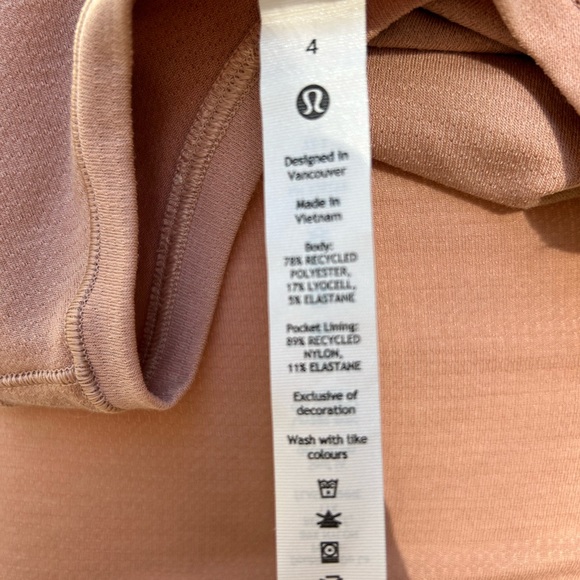 4
Designed in
Vancouver
Made in
Vietnam
Body:
78% RECYCLED
POLYESTER,
17% LYOCELL,
5% ELASTANE
Pocket Lining:
89% RECYCLED
NYLON,
11% ELASTANE
Exclusive of
decoration
Wash with like
colours